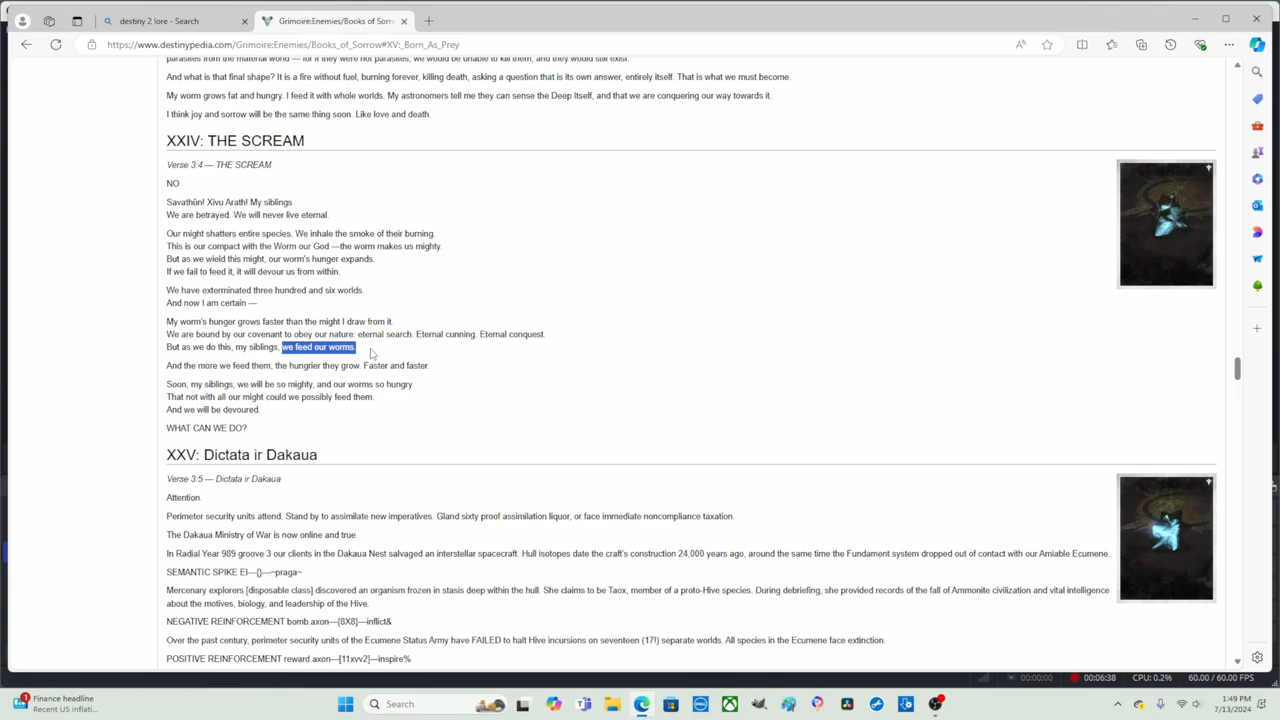 destiny 2 lore - Search
Grimoire:Enemies/Books of Sorro
https://www.destinypedia.com/Grimoire:Enemies/Books_of_Sorrow#XV:_Born_As_Prey
parasites from the material world — for if they were not parasites, we would be unable to kill them, and they would still exist.
And what is that final shape? It is a fire without fuel, burning forever, killing death, asking a question that is its own answer, entirely itself. That is what we must become.
My worm grows fat and hungry. I feed it with whole worlds. My astronomers tell me they can sense the Deep Itself, and that we are conquering our way towards it.
I think joy and sorrow will be the same thing soon. Like love and death.
XXIV: THE SCREAM
Verse 3:4 — THE SCREAM
NO
Savathûn! Xivu Arath! My siblings
We are betrayed. We will never live eternal.
Our might shatters entire species. We inhale the smoke of their burning.
This is our compact with the Worm our God —the worm makes us mighty.
But as we wield this might, our worm's hunger expands.
If we fail to feed it, it will devour us from within.
We have exterminated three hundred and six worlds.
And now I am certain —
My worm's hunger grows faster than the might I draw from it.
We are bound by our covenant to obey our nature: eternal search. Eternal cunning. Eternal conquest.
But as we do this, my siblings, we feed our worms.
And the more we feed them, the hungrier they grow. Faster and faster.
Soon, my siblings, we will be so mighty, and our worms so hungry
That not with all our might could we possibly feed them.
And we will be devoured.
WHAT CAN WE DO?
XXV: Dictata ir Dakaua
Verse 3:5 — Dictata ir Dakaua
Attention.
Perimeter security units attend. Stand by to assimilate new imperatives. Gland sixty proof assimilation liquor, or face immediate noncompliance taxation.
The Dakaua Ministry of War is now online and true.
In Radial Year 989 groove 3 our clients in the Dakaua Nest salvaged an interstellar spacecraft. Hull isotopes date the craft's construction 24,000 years ago, around the same time the Fundament system dropped out of contact with our Amiable Ecumene.
SEMANTIC SPIKE EI—{}—~praga~
Mercenary explorers [disposable class] discovered an organism frozen in stasis deep within the hull. She claims to be Taox, member of a proto-Hive species. During debriefing, she provided records of the fall of Ammonite civilization and vital intelligence
about the motives, biology, and leadership of the Hive.
NEGATIVE REINFORCEMENT bomb.axon—{8X8}—inflict&
Over the past century, perimeter security units of the Ecumene Status Army have FAILED to halt Hive incursions on seventeen (17!) separate worlds. All species in the Ecumene face extinction.
POSITIVE REINFORCEMENT reward.axon—[11xvv2]—inspire%
00:00:00
00:06:38
CPU: 0.2%
60.00 / 60.00 FPS
Finance headline
Recent US inflati...
Search
1:49 PM
7/13/2024